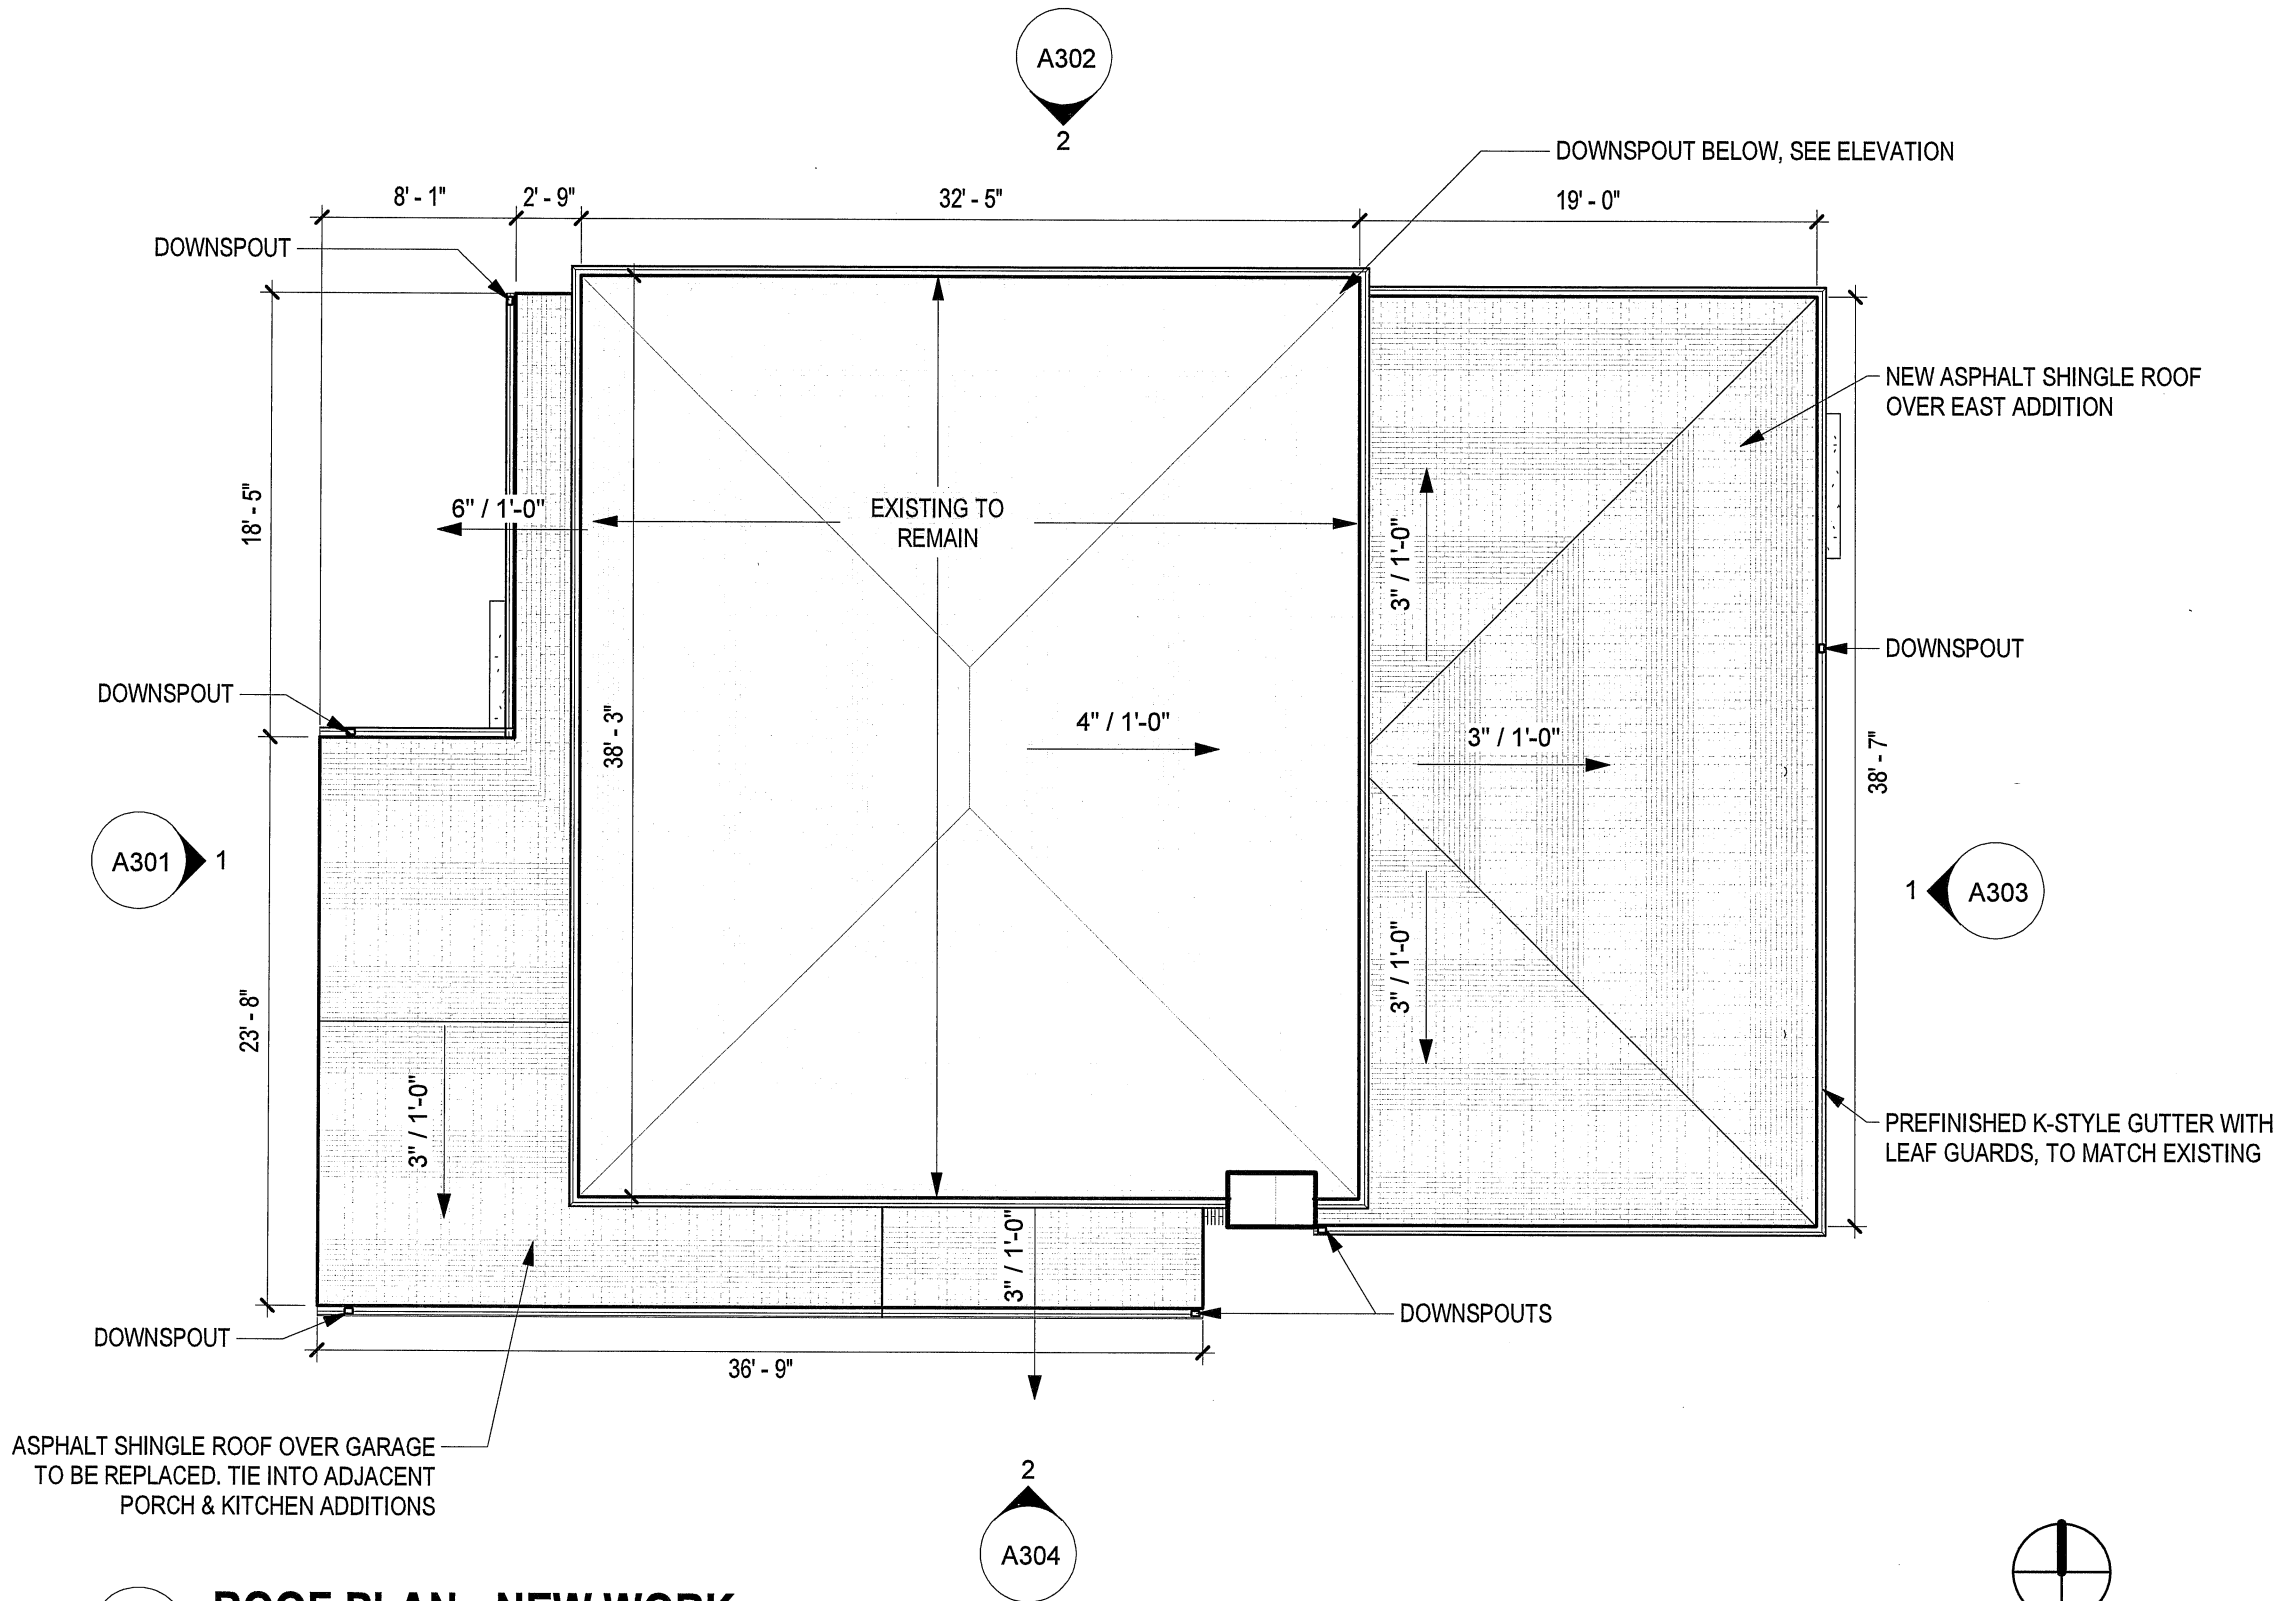 A302
2
DOWNSPOUT BELOW, SEE ELEVATION
8' - 1"
2' - 9"
32' - 5"
19' - 0"
DOWNSPOUT
NEW ASPHALT SHINGLE ROOF
OVER EAST ADDITION
18' - 5"
6" / 1'-0"
EXISTING TO
REMAIN
3" / 1'-0"
DOWNSPOUT
DOWNSPOUT
38' - 3"
4" / 1'-0"
3" / 1'-0"
38' - 7"
A301
1
1
A303
23' - 8"
3" / 1'-0"
3" / 1'-0"
PREFINISHED K-STYLE GUTTER WITH
LEAF GUARDS, TO MATCH EXISTING
3" / 1'-0"
DOWNSPOUT
DOWNSPOUTS
36' - 9"
ASPHALT SHINGLE ROOF OVER GARAGE
TO BE REPLACED. TIE INTO ADJACENT
PORCH & KITCHEN ADDITIONS
2
A304
ROOF PLAN - NEW WORK